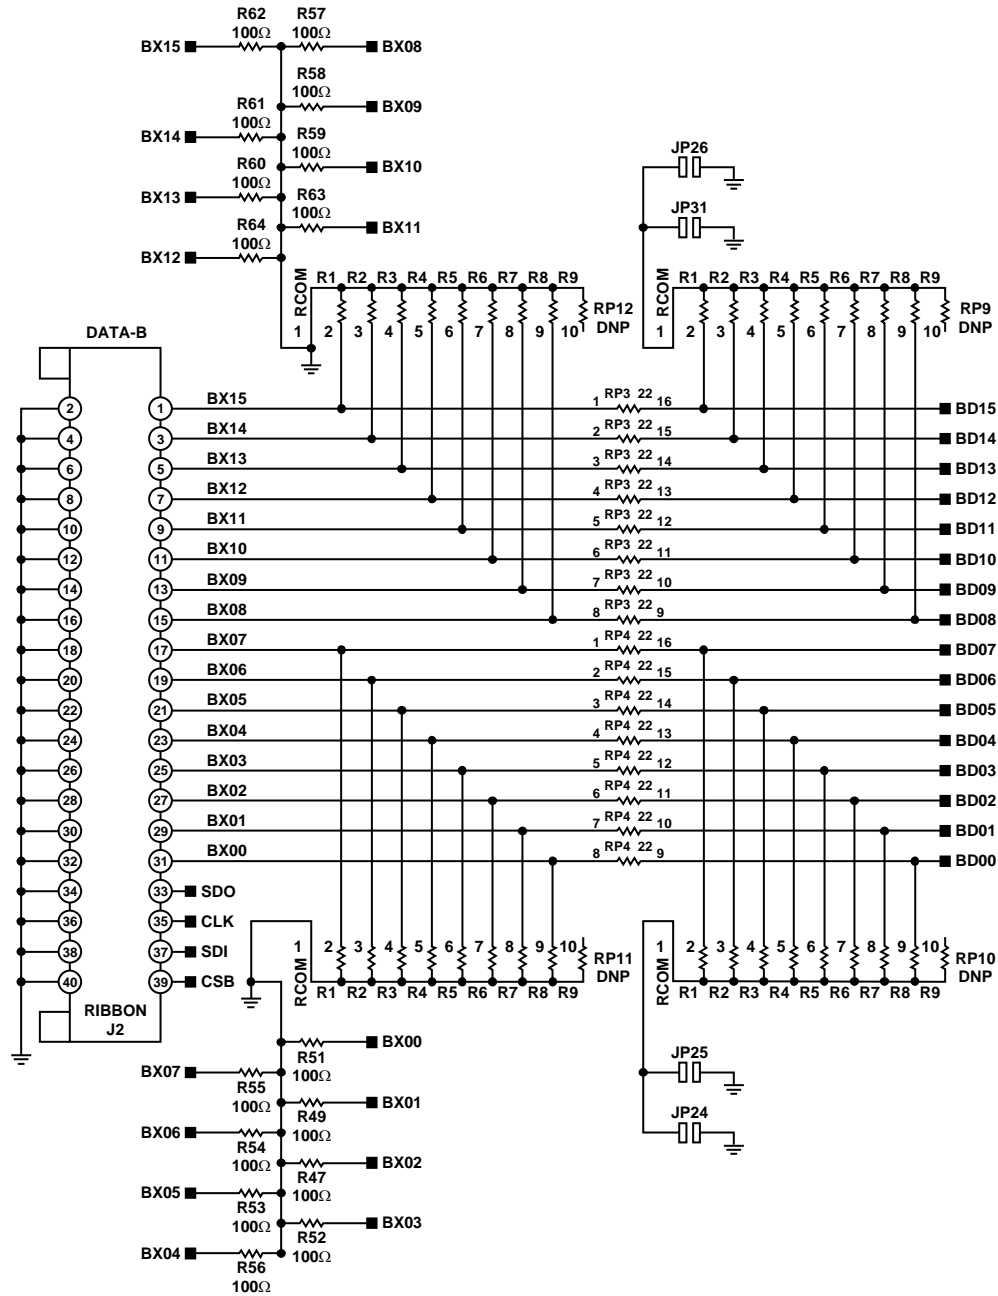 R62 R57
100Ω 100Ω
BX15 BX08
R58
100Ω
BX09
R61
100Ω
BX14
R59
100Ω
BX10
R60
100Ω
BX13
R63
100Ω
BX11
R64
100Ω
BX12
JP26
JP31
RCOM R1 R2 R3 R4 R5 R6 R7 R8 R9
1 2 3 4 5 6 7 8 9 10
RP12
DNP
RCOM R1 R2 R3 R4 R5 R6 R7 R8 R9
1 2 3 4 5 6 7 8 9 10
RP9
DNP
DATA-B
2 1 BX15 1 RP3 22 16 BD15
4 3 BX14 2 RP3 22 15 BD14
6 5 BX13 3 RP3 22 14 BD13
8 7 BX12 4 RP3 22 13 BD12
10 9 BX11 5 RP3 22 12 BD11
12 11 BX10 6 RP3 22 11 BD10
14 13 BX09 7 RP3 22 10 BD09
16 15 BX08 8 RP3 22 9 BD08
18 17 BX07 1 RP4 22 16 BD07
20 19 BX06 2 RP4 22 15 BD06
22 21 BX05 3 RP4 22 14 BD05
24 23 BX04 4 RP4 22 13 BD04
26 25 BX03 5 RP4 22 12 BD03
28 27 BX02 6 RP4 22 11 BD02
30 29 BX01 7 RP4 22 10 BD01
32 31 BX00 8 RP4 22 9 BD00
34 33 SDO
36 35 CLK
38 37 SDI
40 39 CSB
RIBBON
J2
1 2 3 4 5 6 7 8 9 10
RCOM R1 R2 R3 R4 R5 R6 R7 R8 R9
RP11
DNP
1 2 3 4 5 6 7 8 9 10
RCOM R1 R2 R3 R4 R5 R6 R7 R8 R9
RP10
DNP
BX00
R51
100Ω
BX07
R55
100Ω
BX01
R49
100Ω
BX06
R54
100Ω
BX02
R47
100Ω
BX05
R53
100Ω
BX03
R52
100Ω
BX04
R56
100Ω
JP25
JP24